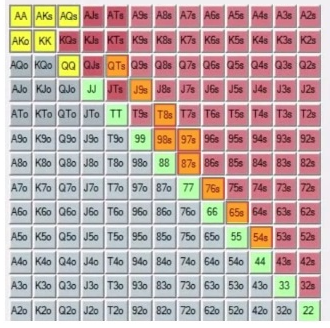 AA AKs AQs AJs ATs A9s A8s A7s A6s A5s A4s A3s A2s
AKo KK KQs KJs KTs K9s K8s K7s K6s K5s K4s K3s K2s
AQo KQo QQ QJs QTs Q9s Q8s Q7s Q6s Q5s Q4s Q3s Q2s
AJo KJo QJo JJ JTs J9s J8s J7s J6s J5s J4s J3s J2s
ATo KTo QTo JTo TT T9s T8s T7s T6s T5s T4s T3s T2s
A9o K9o Q9o J9o T9o 99 98s 97s 96s 95s 94s 93s 92s
A8o K8o Q8o J8o T8o 98o 88 87s 86s 85s 84s 83s 82s
A7o K7o Q7o J7o T7o 97o 87o 77 76s 75s 74s 73s 72s
A6o K6o Q6o J6o T6o 96o 86o 76o 66 65s 64s 63s 62s
A5o K5o Q5o J5o T5o 95o 85o 75o 65o 55 54s 53s 52s
A4o K4o Q4o J4o T4o 94o 84o 74o 64o 54o 44 43s 42s
A3o K3o Q3o J3o T3o 93o 83o 73o 63o 53o 43o 33 32s
A2o K2o Q2o J2o T2o 92o 82o 72o 62o 52o 42o 32o 22